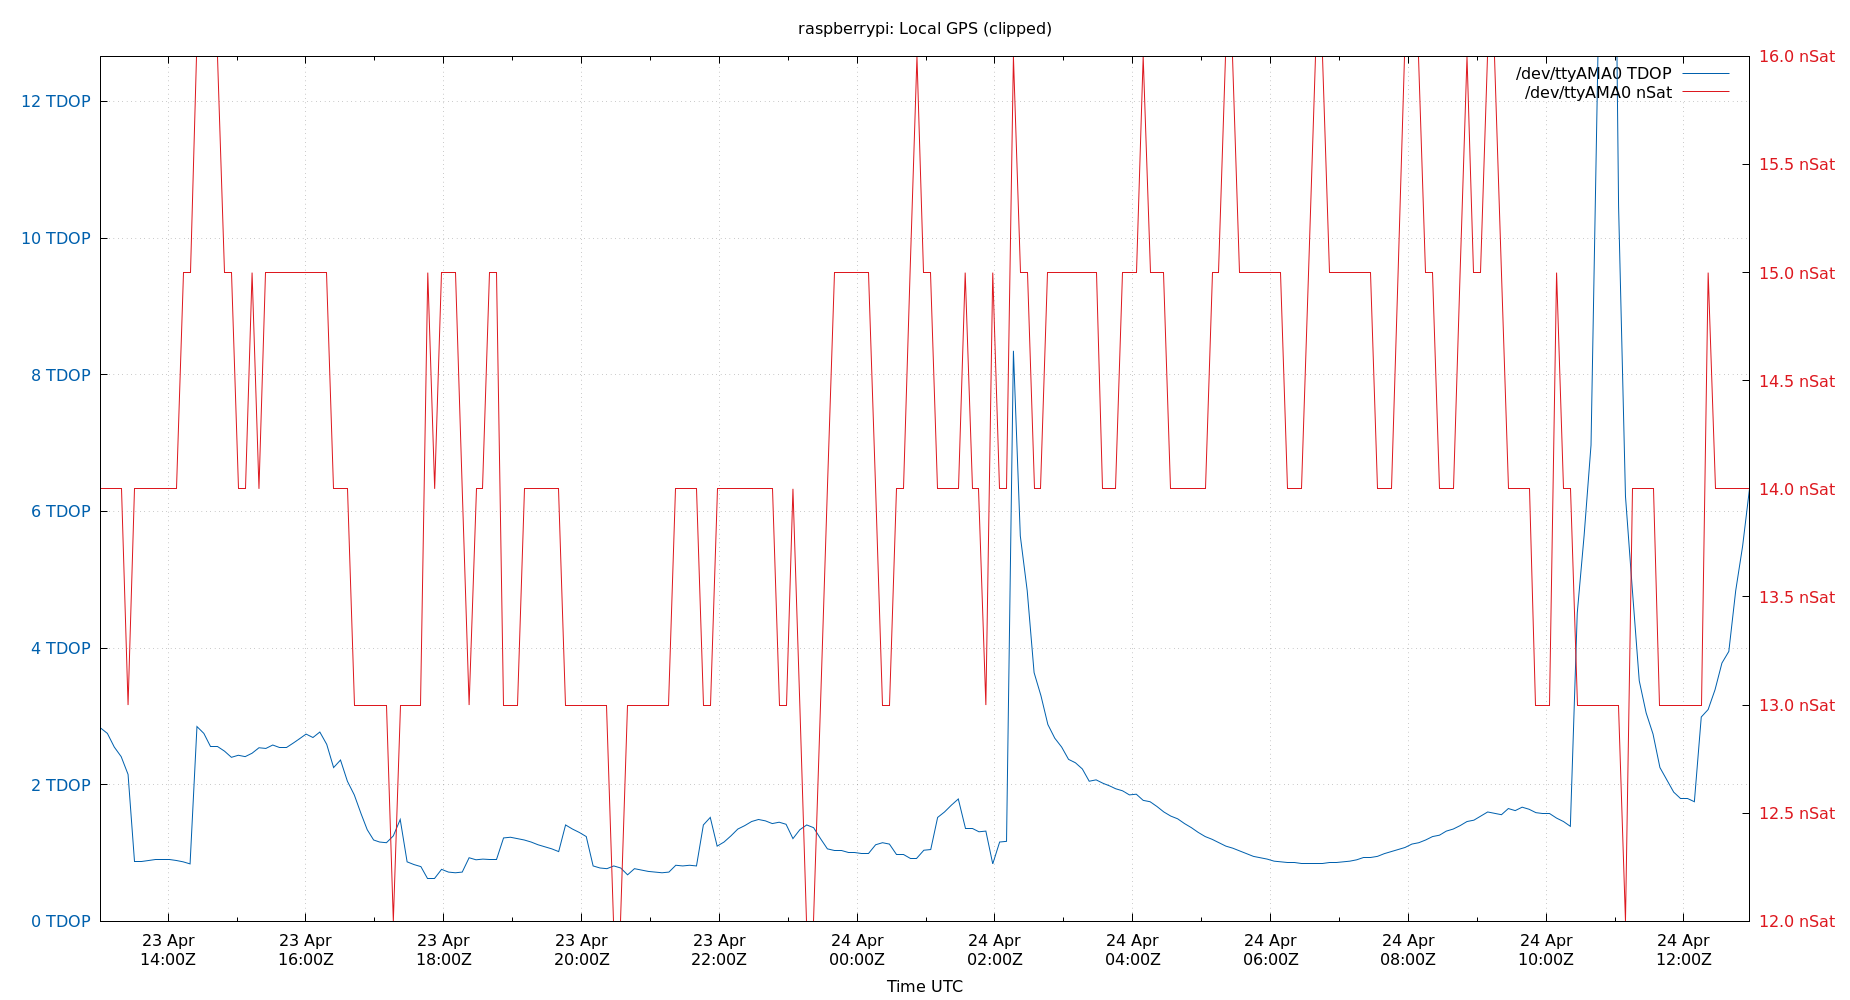 raspberrypi: Local GPS (clipped)
/dev/ttyAMA0 TDOP
/dev/ttyAMA0 nSat
12 TDOP
10 TDOP
8 TDOP
6 TDOP
4 TDOP
2 TDOP
0 TDOP
16.0 nSat
15.5 nSat
15.0 nSat
14.5 nSat
14.0 nSat
13.5 nSat
13.0 nSat
12.5 nSat
12.0 nSat
23 Apr
14:00Z
23 Apr
16:00Z
23 Apr
18:00Z
23 Apr
20:00Z
23 Apr
22:00Z
24 Apr
00:00Z
24 Apr
02:00Z
24 Apr
04:00Z
24 Apr
06:00Z
24 Apr
08:00Z
24 Apr
10:00Z
24 Apr
12:00Z
Time UTC